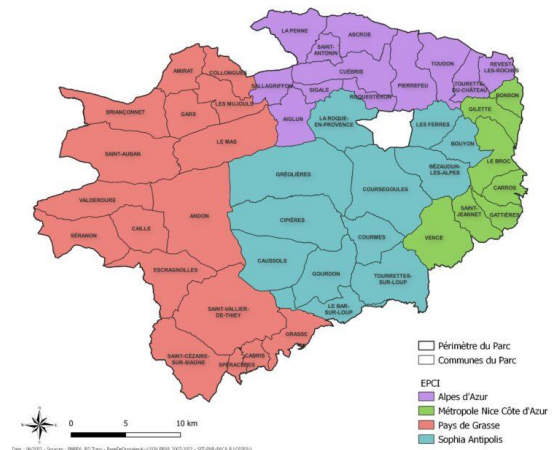 LA PENNE
ASCROS
SAINT-
ANTONIN
AMIRAT
COLLONGUES
CUÉBRIS
TOUDON
REVEST-
LES-ROCHES
SALLAGRIFFON
SIGALE
PIERREFEU
TOURETTE-
DU-CHÂTEAU
ROQUESTÉRON
BONSON
LES MUJOULS
GILETTE
BRIANÇONNET
GARS
AIGLUN
LA ROQUE-
EN-PROVENCE
LES FERRES
LE MAS
BOUYON
SAINT-AUBAN
LE BROC
BÉZAUDUN-
LES-ALPES
GRÉOLIÈRES
COURSEGOULES
CARROS
VALDEROURE
SAINT-
JEANNET
GATTIÈRES
ANDON
CIPIÈRES
CAILLE
SÉRANON
COURMES
VENCE
CAUSSOLS
ESCRAGNOLLES
GOURDON
TOURRETTES-
SUR-LOUP
SAINT-VALLIER-
DE-THIEY
LE BAR-
SUR-LOUP
GRASSE
SAINT-CÉZAIRE-
SUR-SIAGNE
CABRIS
SPÉRACÈDES
Périmètre du Parc
Communes du Parc
EPCI
Alpes d'Azur
Métropole Nice Côte d'Azur
Pays de Grasse
Sophia Antipolis
0 5 10 km